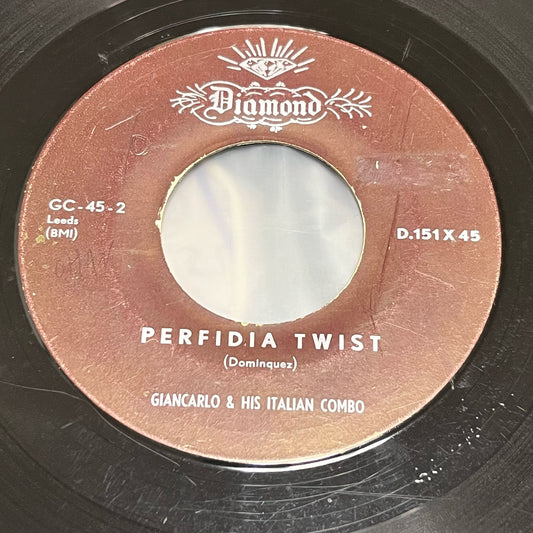 Diamond
GC-45-2
Leeds
(BMI)
D.151 X 45
PERFIDIA TWIST
(Dominquez)
GIANCARLO & HIS ITALIAN COMBO